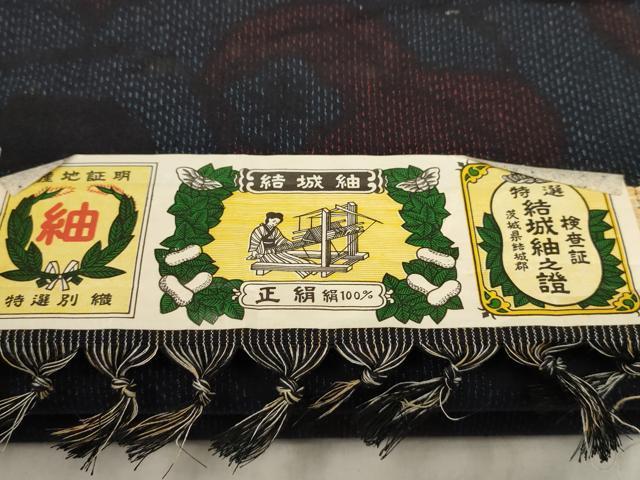 産地証明
紬
特選別織
結城紬
正絹 絹100%
特選
検査証
結城紬之證
茨城県結城郡